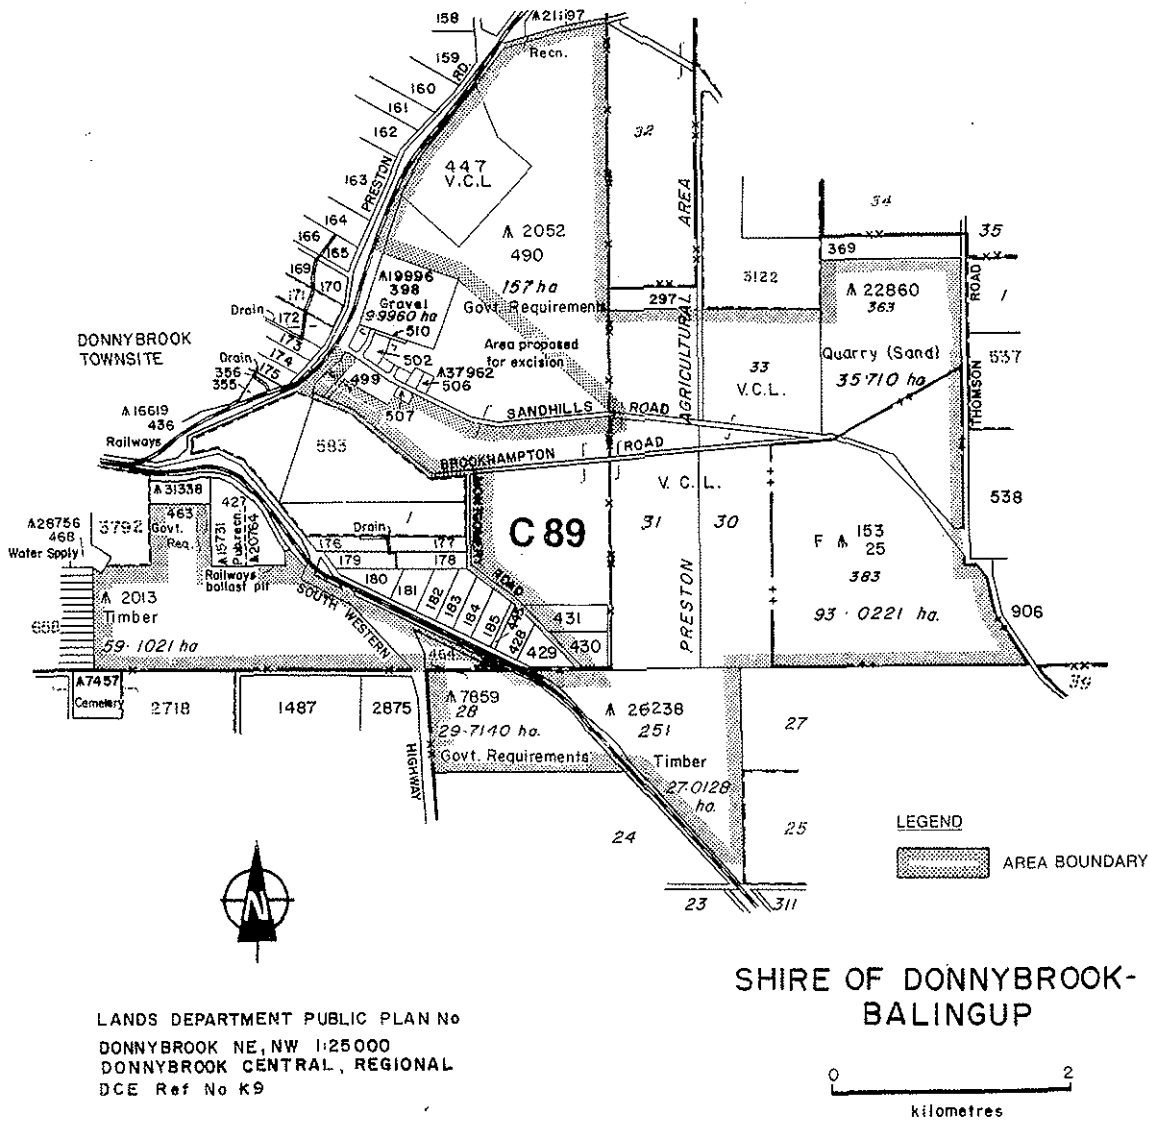 158
A21197
Recn.
159
RD.
160
161
162
32
PRESTON
447
V.C.L
163
AREA
34
164
A 2052
490
35
166
165
369
169
A19996
398
Gravel
9.9960 ha
157 ha
Govt. Requirements
5122
A 22860
363
ROAD
1
170
171
297
Drain
172
510
173
DONNYBROOK
TOWNSITE
Area proposed
for excision
AGRICULTURAL
Quarry (Sand)
35.710 ha
537
Drain
174
502
356
175
355
499
A37962
506
33
V.C.L.
THOMSON
A16619
436
507
SANDHILLS
ROAD
Railways
583
BROOKHAMPTON
ROAD
A31338
V. C. L.
538
427
A28756
468
Water Supply
3792
463
Govt.
Req.
A15731
Pub.recn.
A20764
Drain
1
C 89
31
30
F A 153
25
383
93.0221 ha.
176
177
179
178
Railways
ballast pit
180
181
182
183
184
185
ROAD
A 2013
Timber
59.1021 ha
SOUTH WESTERN
428
429
431
430
PRESTON
906
688
464
39
A7457
Cemetery
2718
1487
2875
A7859
28
29.7140 ha.
Govt. Requirements
A 26238
251
Timber
27.0128
ha.
27
HIGHWAY
24
25
23
311
LEGEND
AREA BOUNDARY
N
SHIRE OF DONNYBROOK-
BALINGUP
LANDS DEPARTMENT PUBLIC PLAN No
DONNYBROOK NE, NW 1:25000
DONNYBROOK CENTRAL, REGIONAL
DCE Ref No K9
0 2
kilometres